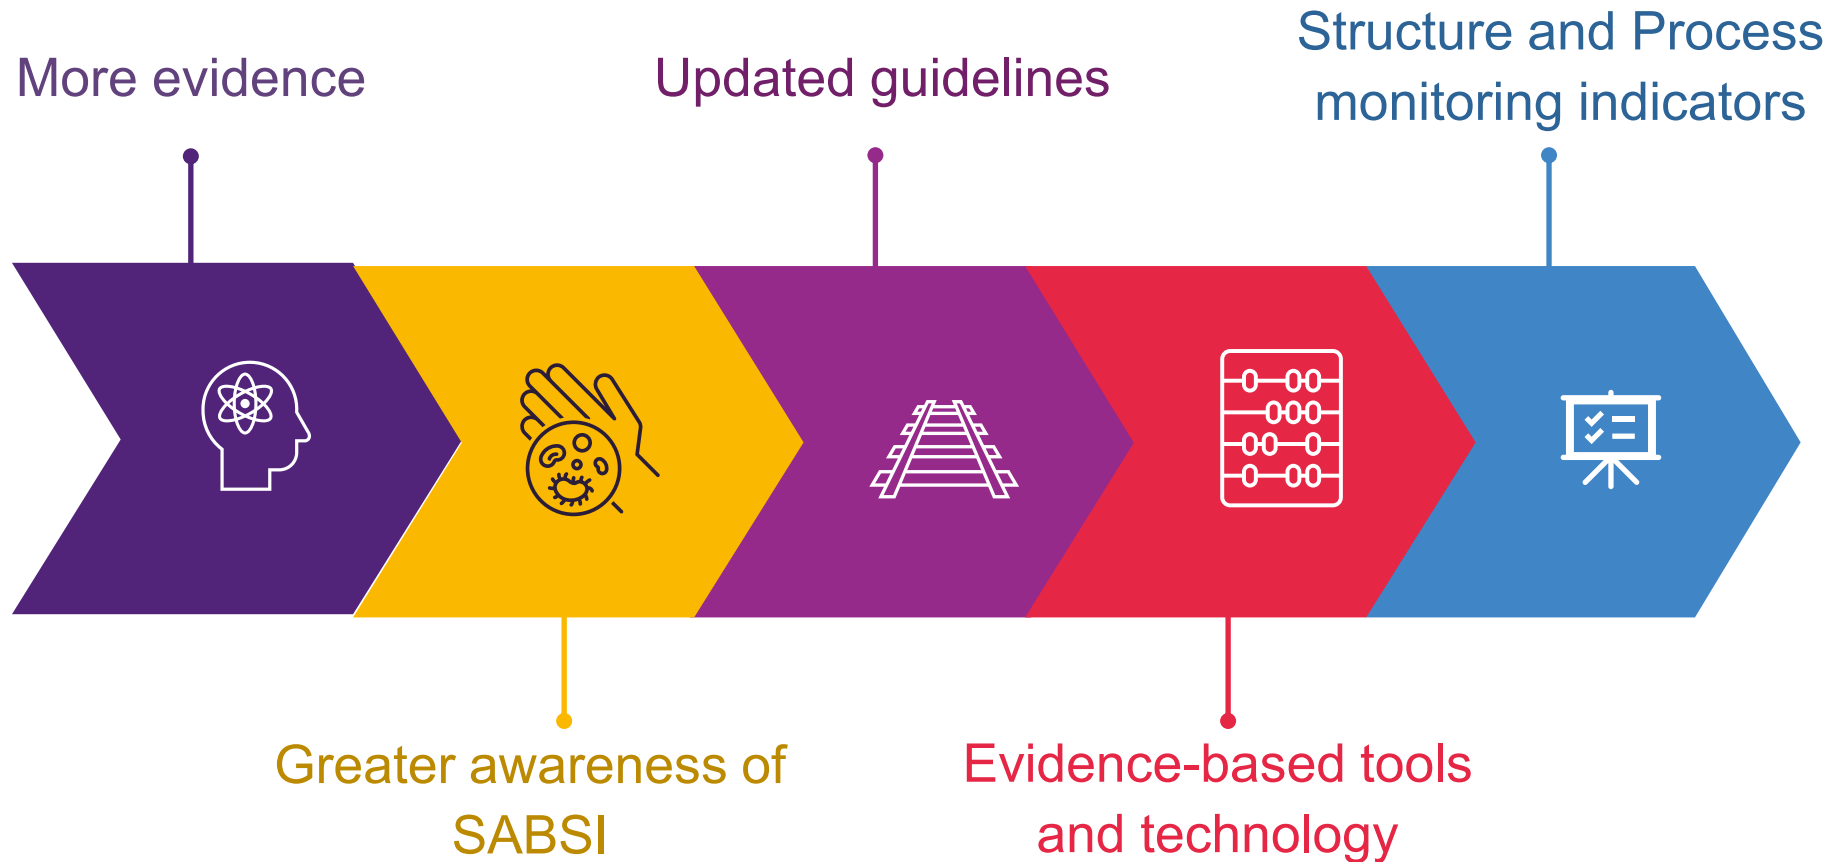 More evidence
Updated guidelines
Structure and Process
monitoring indicators
Greater awareness of
SABSI
Evidence-based tools
and technology